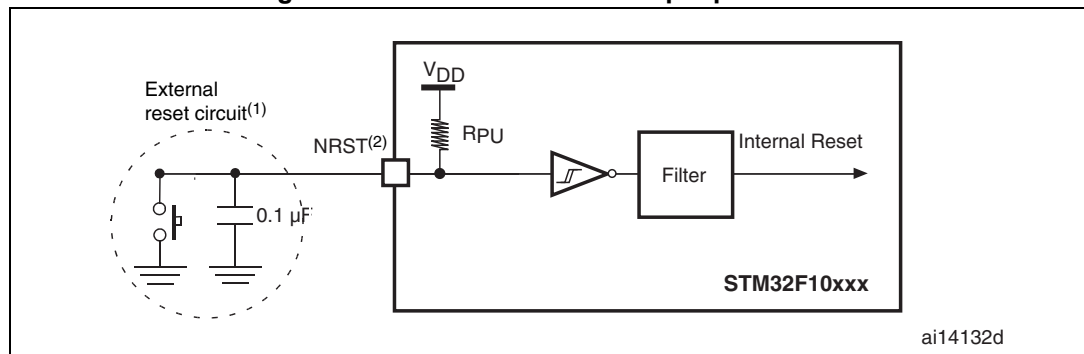 External
reset circuit(1)
VDD
RPU
NRST(2)
Internal Reset
Filter
0.1 µF
STM32F10xxx
ai14132d